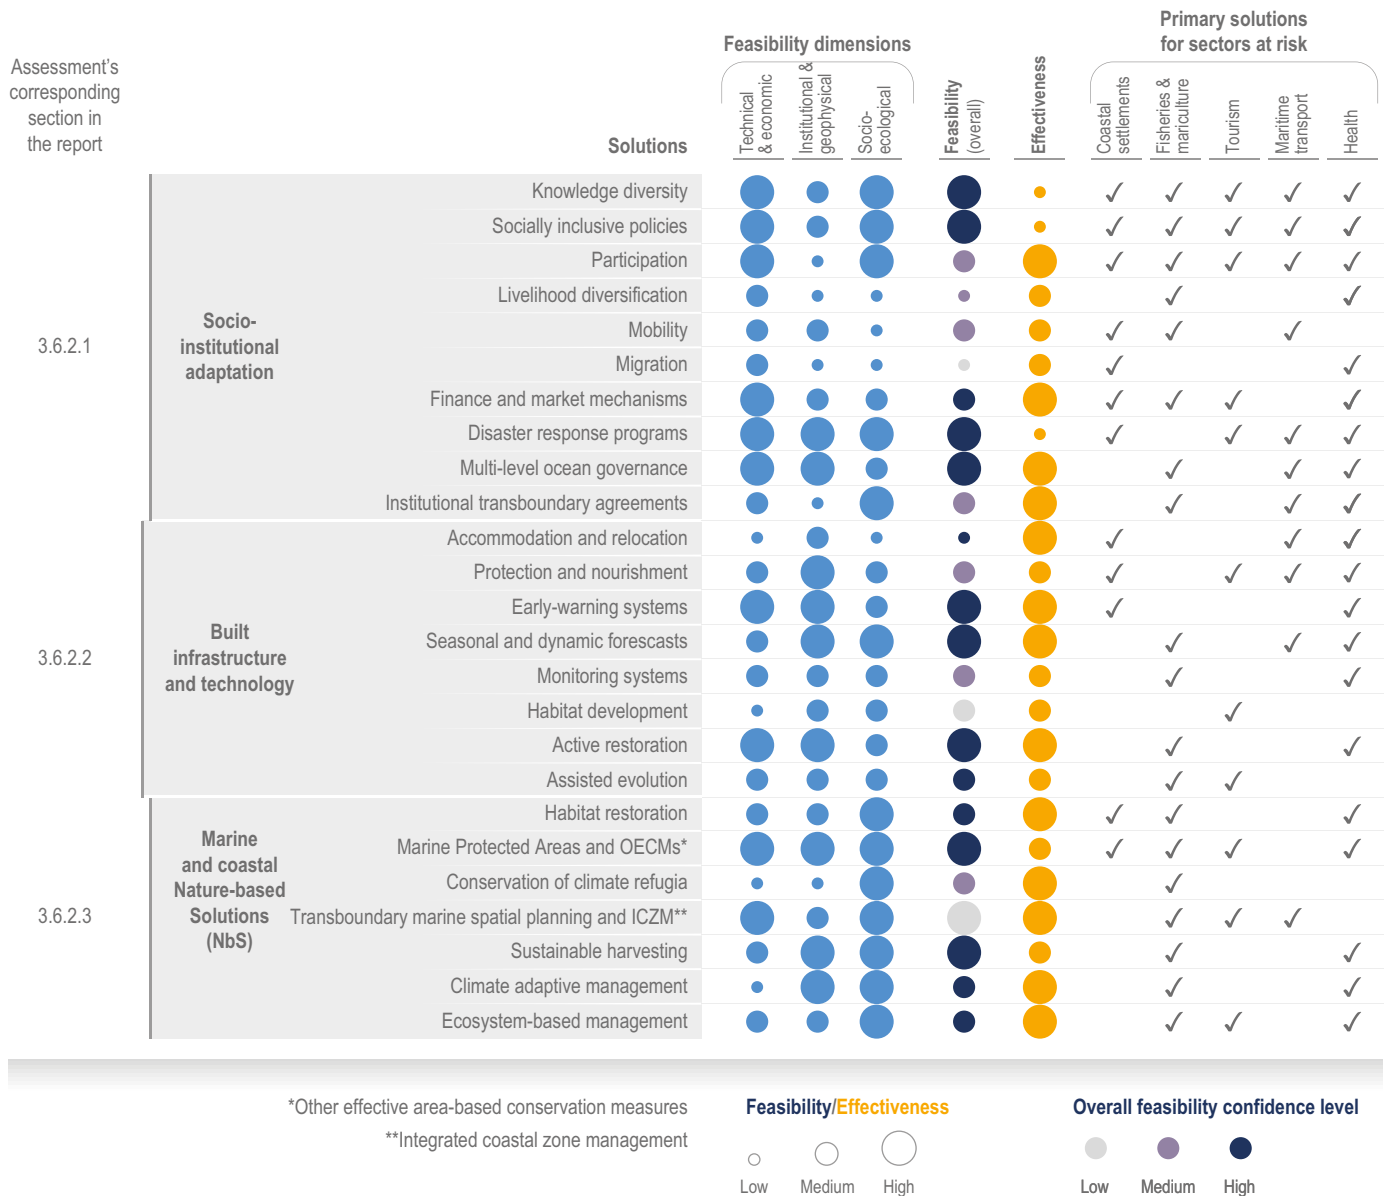 Assessment's
corresponding
section in
the report
Solutions
Feasibility dimensions
Technical
& economic
Institutional &
geophysical
Socio-
ecological
Feasibility
(overall)
Effectiveness
Primary solutions
for sectors at risk
Coastal
settlements
Fisheries &
mariculture
Tourism
Maritime
transport
Health
3.6.2.1
Socio-
institutional
adaptation
Knowledge diversity
Socially inclusive policies
Participation
Livelihood diversification
Mobility
Migration
Finance and market mechanisms
Disaster response programs
Multi-level ocean governance
Institutional transboundary agreements
3.6.2.2
Built
infrastructure
and technology
Accommodation and relocation
Protection and nourishment
Early-warning systems
Seasonal and dynamic forecasts
Monitoring systems
Habitat development
Active restoration
Assisted evolution
3.6.2.3
Marine
and coastal
Nature-based
Solutions
(NbS)
Habitat restoration
Marine Protected Areas and OECMs*
Conservation of climate refugia
Transboundary marine spatial planning and ICZM**
Sustainable harvesting
Climate adaptive management
Ecosystem-based management
*Other effective area-based conservation measures
**Integrated coastal zone management
Feasibility/Effectiveness
Low Medium High
Overall feasibility confidence level
Low Medium High